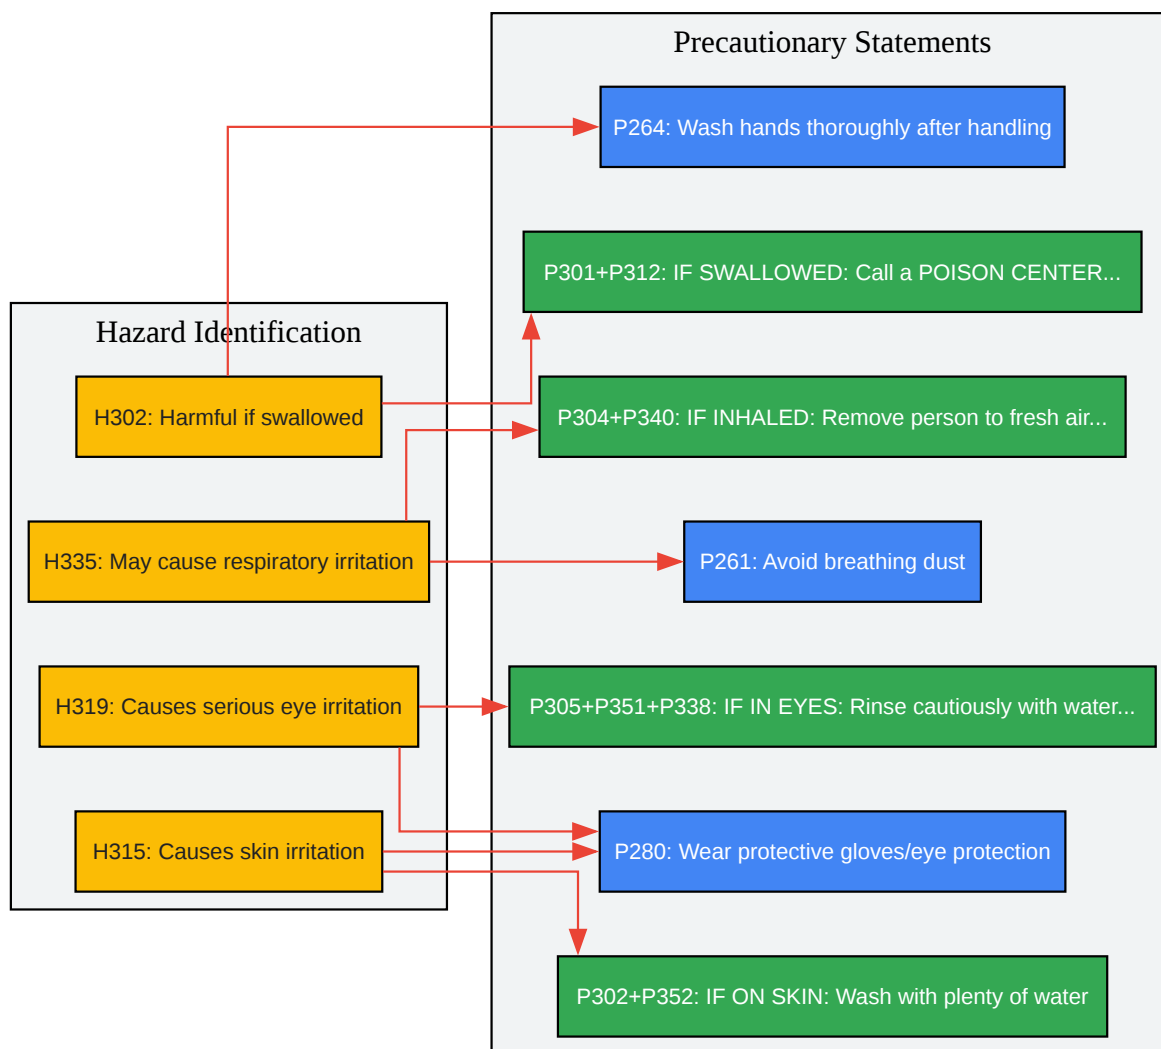 Precautionary Statements
P264: Wash hands thoroughly after handling
P301+P312: IF SWALLOWED: Call a POISON CENTER...
Hazard Identification
H302: Harmful if swallowed
P304+P340: IF INHALED: Remove person to fresh air...
H335: May cause respiratory irritation
P261: Avoid breathing dust
H319: Causes serious eye irritation
P305+P351+P338: IF IN EYES: Rinse cautiously with water...
H315: Causes skin irritation
P280: Wear protective gloves/eye protection
P302+P352: IF ON SKIN: Wash with plenty of water